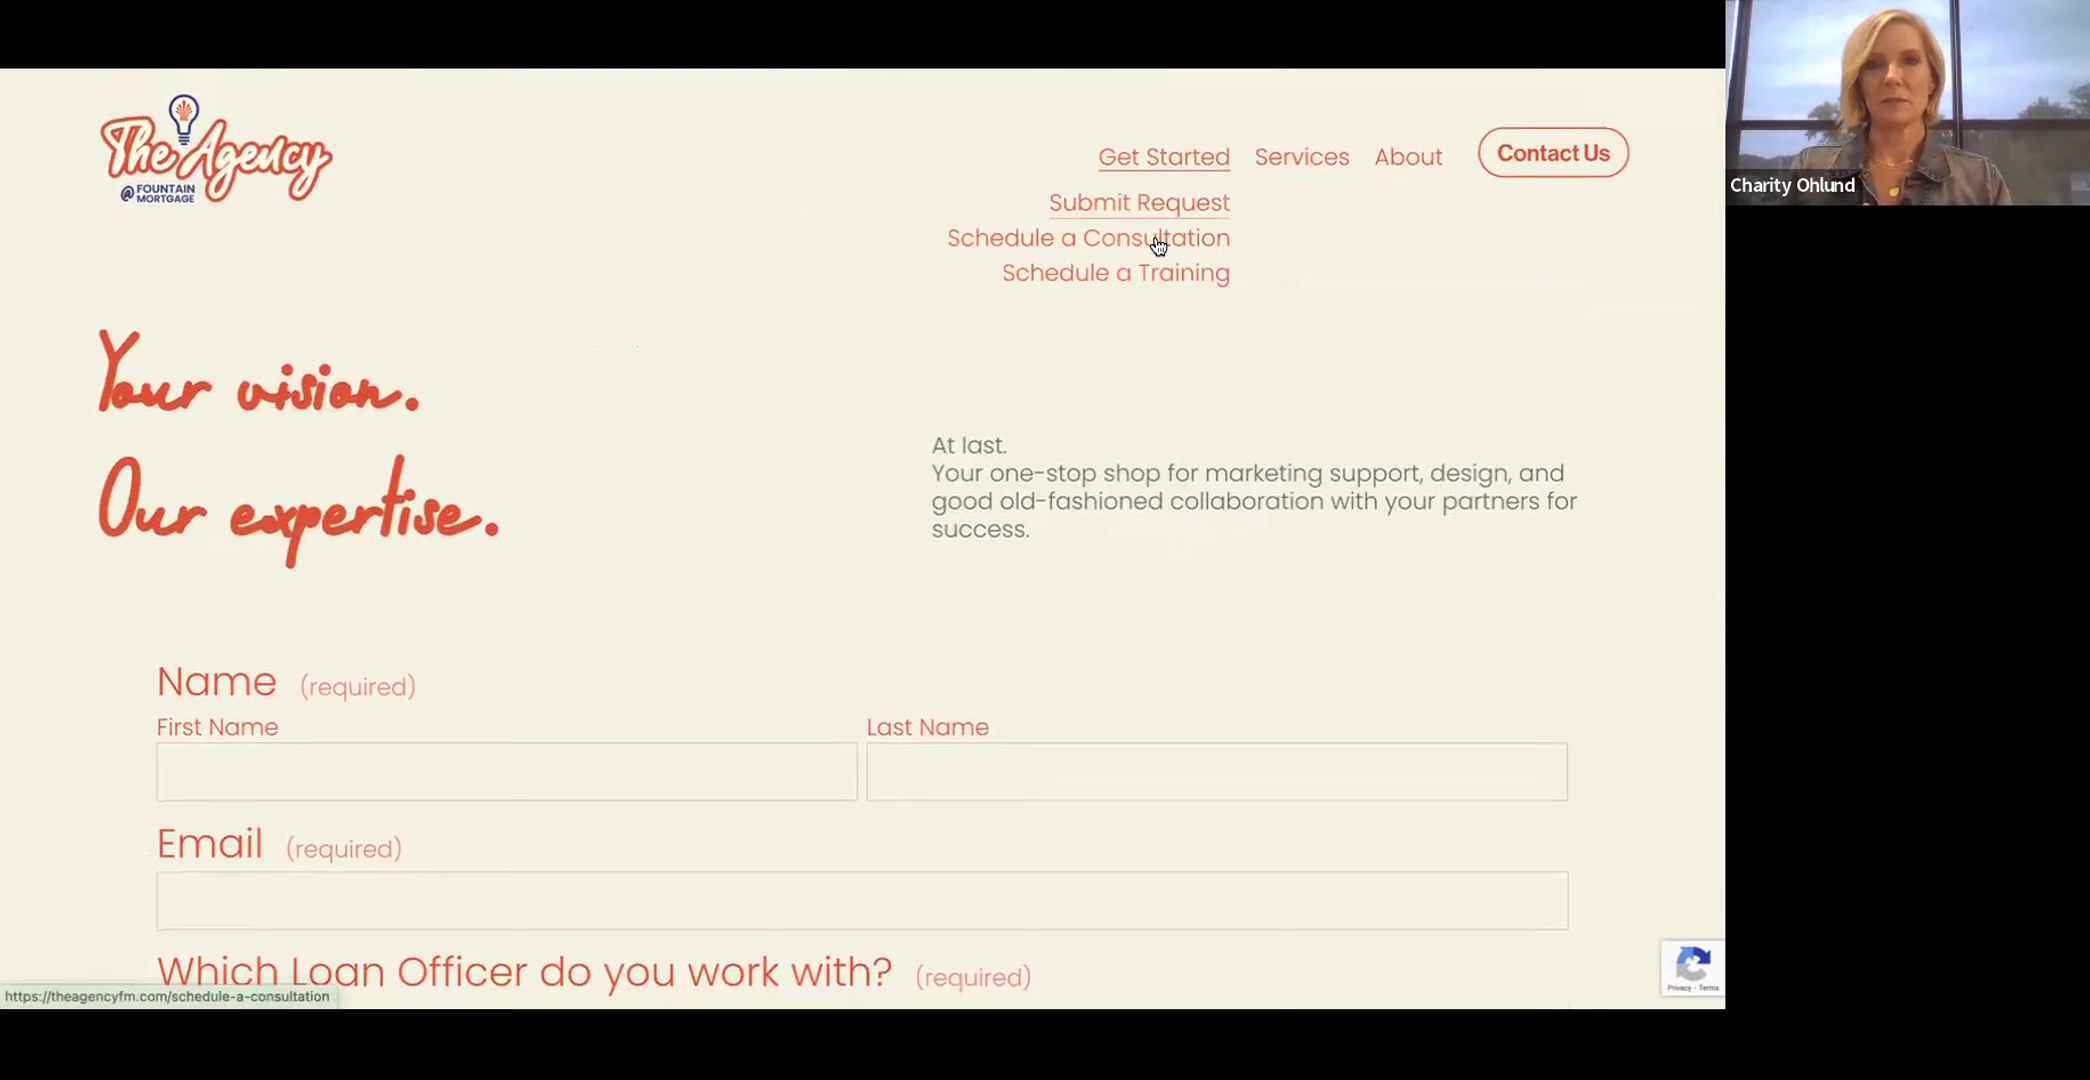 The Agency
@ FOUNTAIN
MORTGAGE
Get Started
Services
About
Contact Us
Submit Request
Schedule a Consultation
Schedule a Training
Your vision.
Our expertise.
At last.
Your one-stop shop for marketing support, design, and
good old-fashioned collaboration with your partners for
success.
Name (required)
First Name
Last Name
Email (required)
Which Loan Officer do you work with? (required)
https://theagencyfm.com/schedule-a-consultation
Privacy - Terms
Charity Ohlund